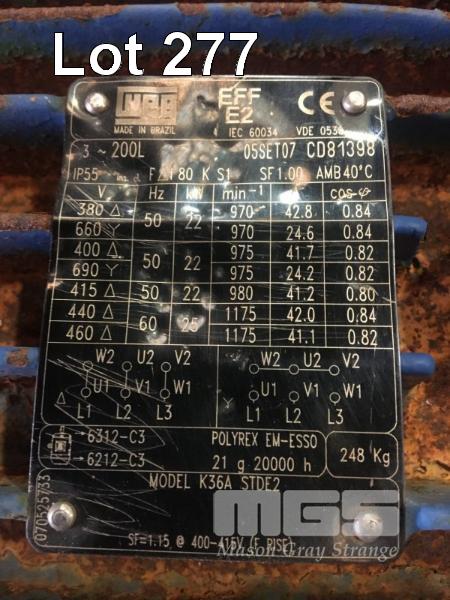 Lot 277
WEG
EFF
E2
CE
MADE IN BRAZIL
IEC 60034
VDE 0530
3 ~ 200L
05SET07
CD81398
IP55
80 K
S1
SF1.00
AMB40°C
V
Hz
kW
min⁻¹
A
cos φ
380 Δ
50
22
970
42.8
0.84
660 Y
970
24.6
0.84
400 Δ
50
22
975
41.7
0.82
690 Y
975
24.2
0.82
415 Δ
50
22
980
41.2
0.80
440 Δ
60
25
1175
42.0
0.84
460 Δ
1175
41.1
0.82
W2 U2 V2
U1 V1 W1
Δ L1 L2 L3
W2 U2 V2
U1 V1 W1
Y L1 L2 L3
→6312-C3
→6212-C3
POLYREX EM-ESSO
21 g 20000 h
248 Kg
MODEL K36A STDE2
SF=1.15 @ 400-415V (F RISE)
070525733
MGS
Mason Gray Strange